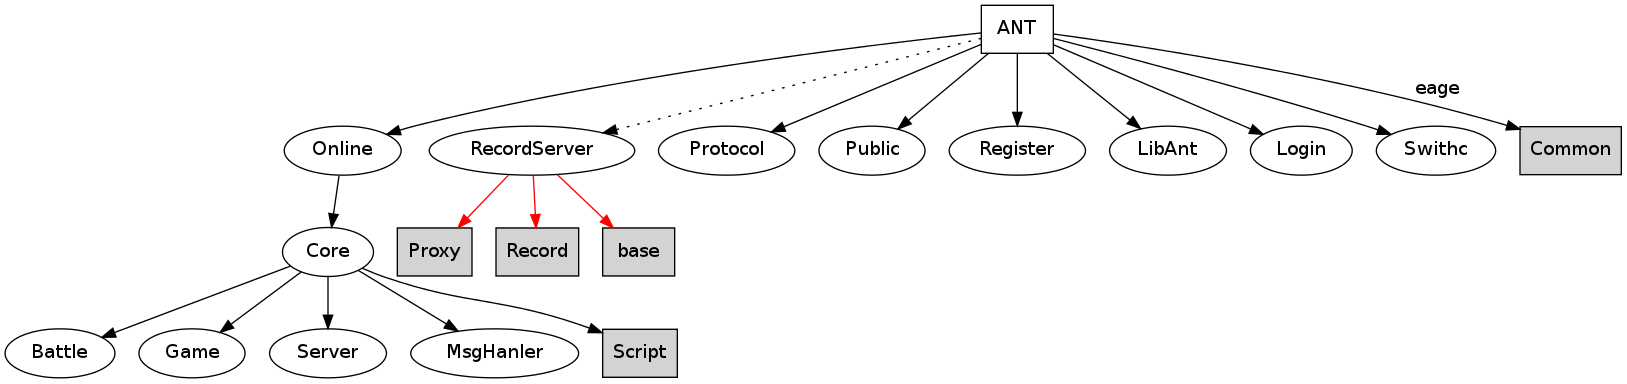 ANT
eage
Online
RecordServer
Protocol
Public
Register
LibAnt
Login
Swithc
Common
Core
Proxy
Record
base
Battle
Game
Server
MsgHanler
Script